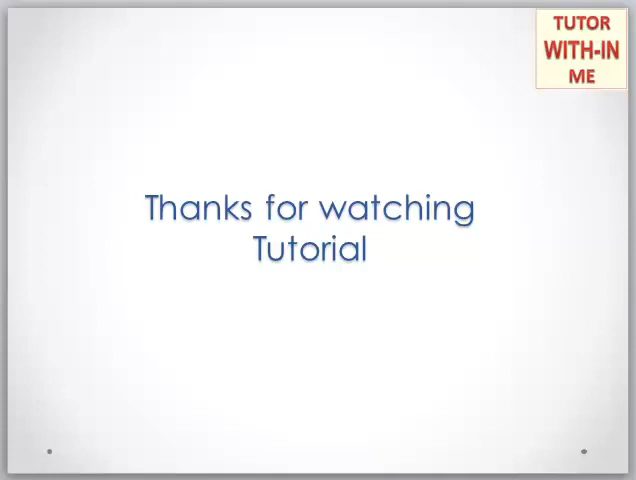 TUTOR
WITH-IN
ME
Thanks for watching
Tutorial